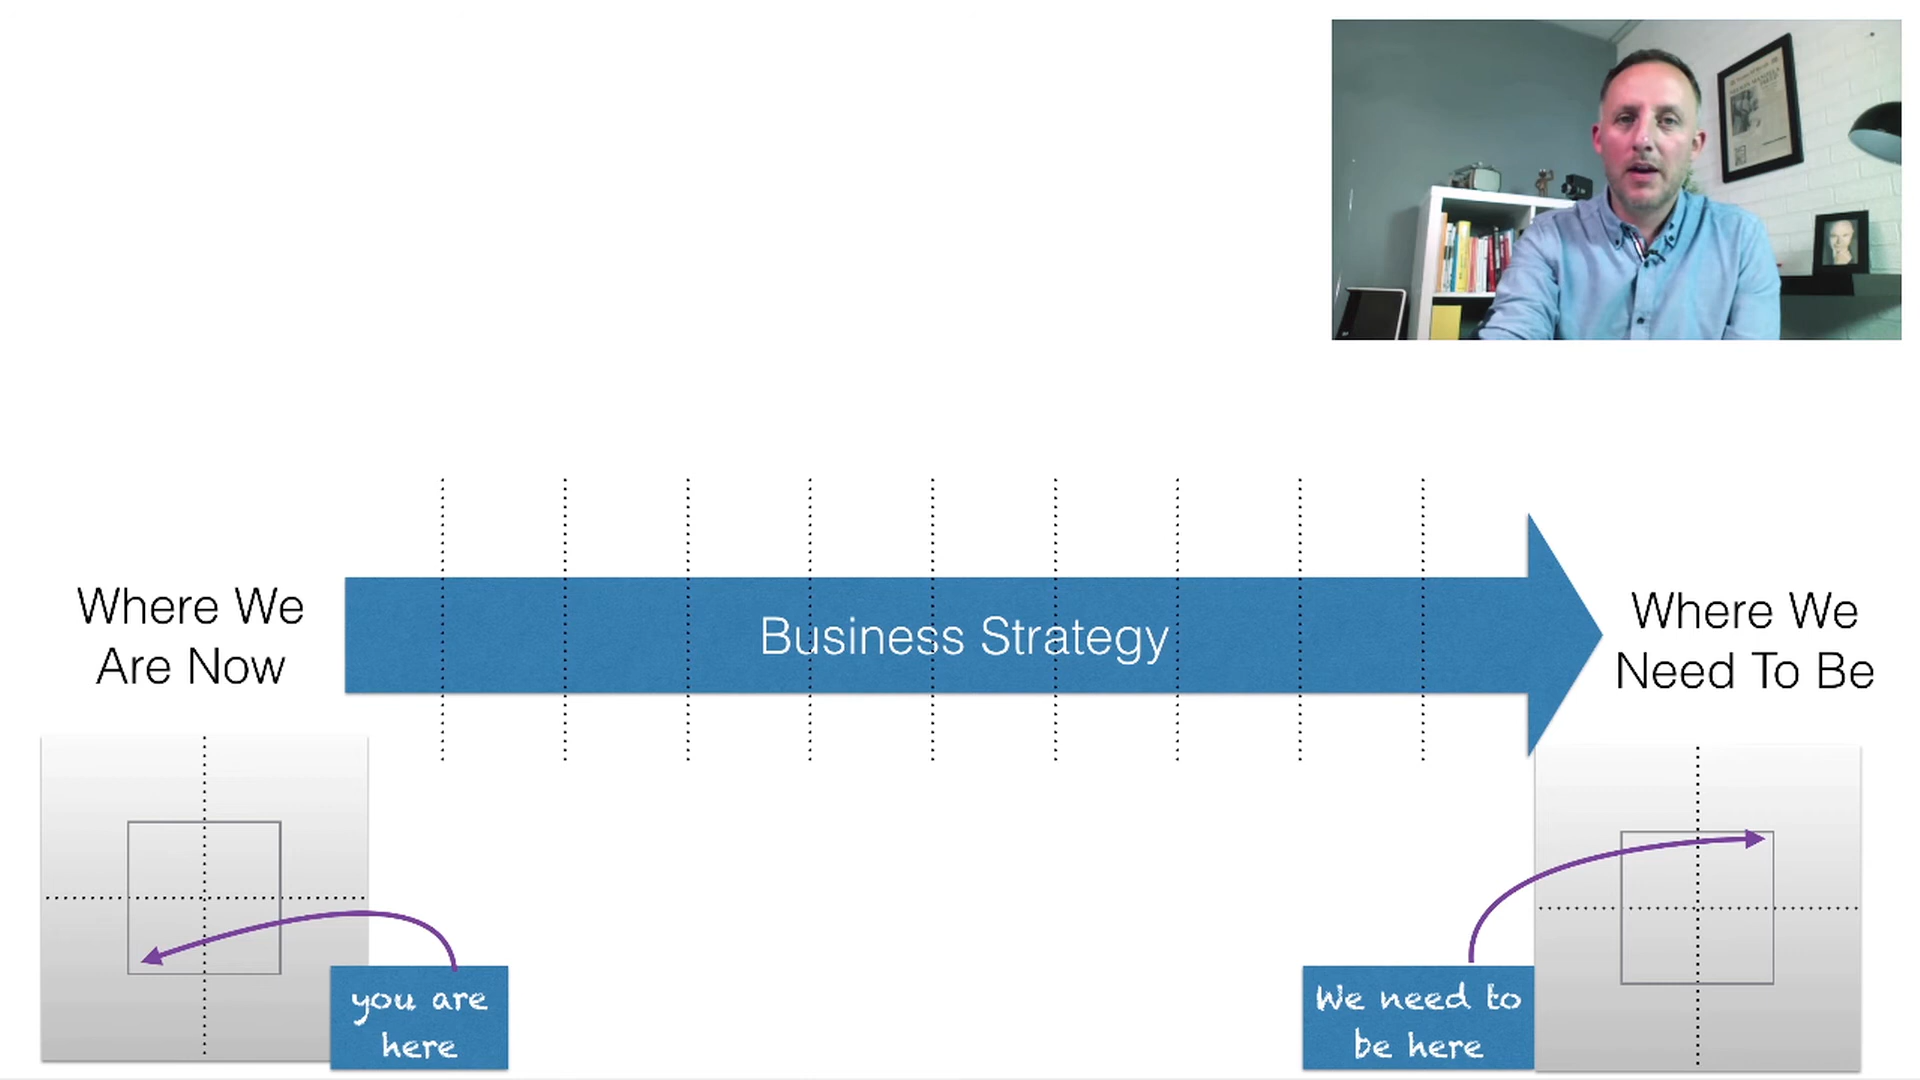 Where We
Are Now
Business Strategy
Where We
Need To Be
you are
here
We need to
be here